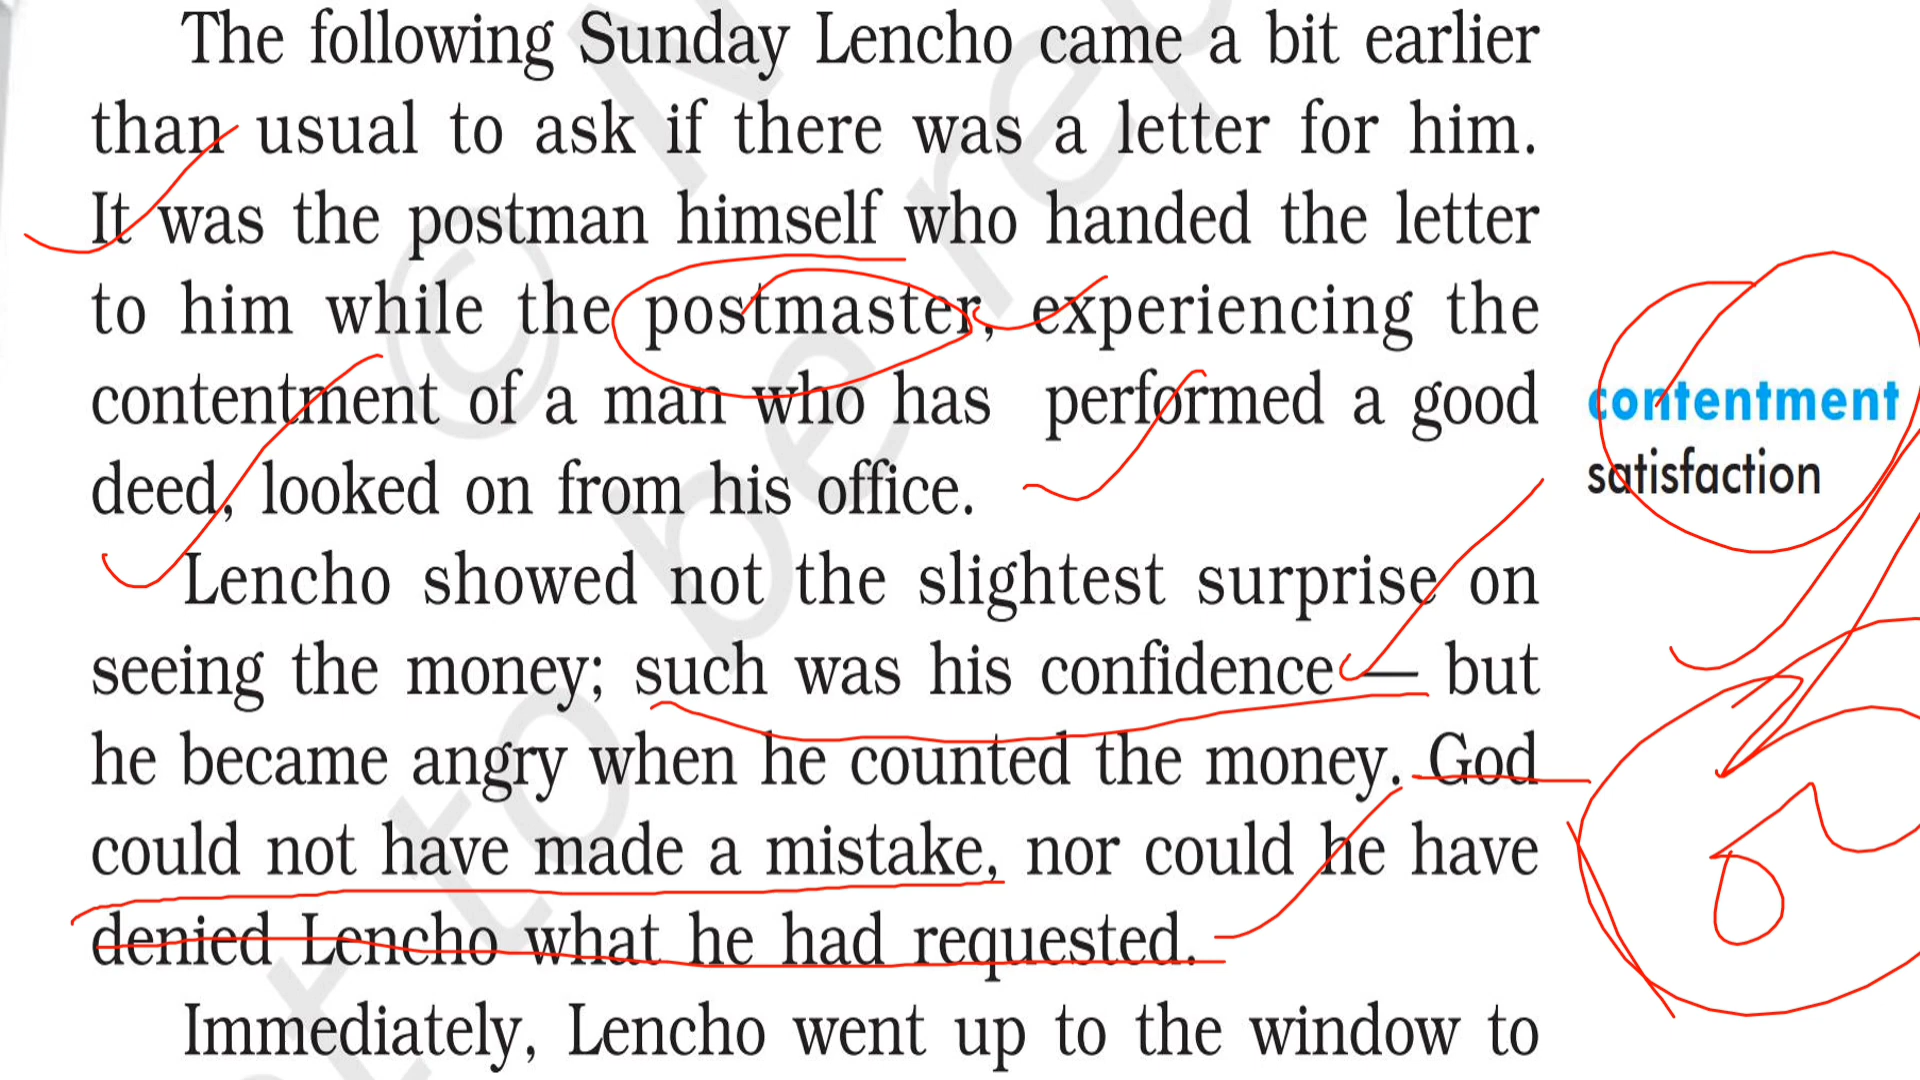 The following Sunday Lencho came a bit earlier
than usual to ask if there was a letter for him.
It was the postman himself who handed the letter
to him while the postmaster, experiencing the
contentment of a man who has performed a good
deed, looked on from his office.
contentment
satisfaction
Lencho showed not the slightest surprise on
seeing the money; such was his confidence — but
he became angry when he counted the money. God
could not have made a mistake, nor could he have
denied Lencho what he had requested.
Immediately, Lencho went up to the window to